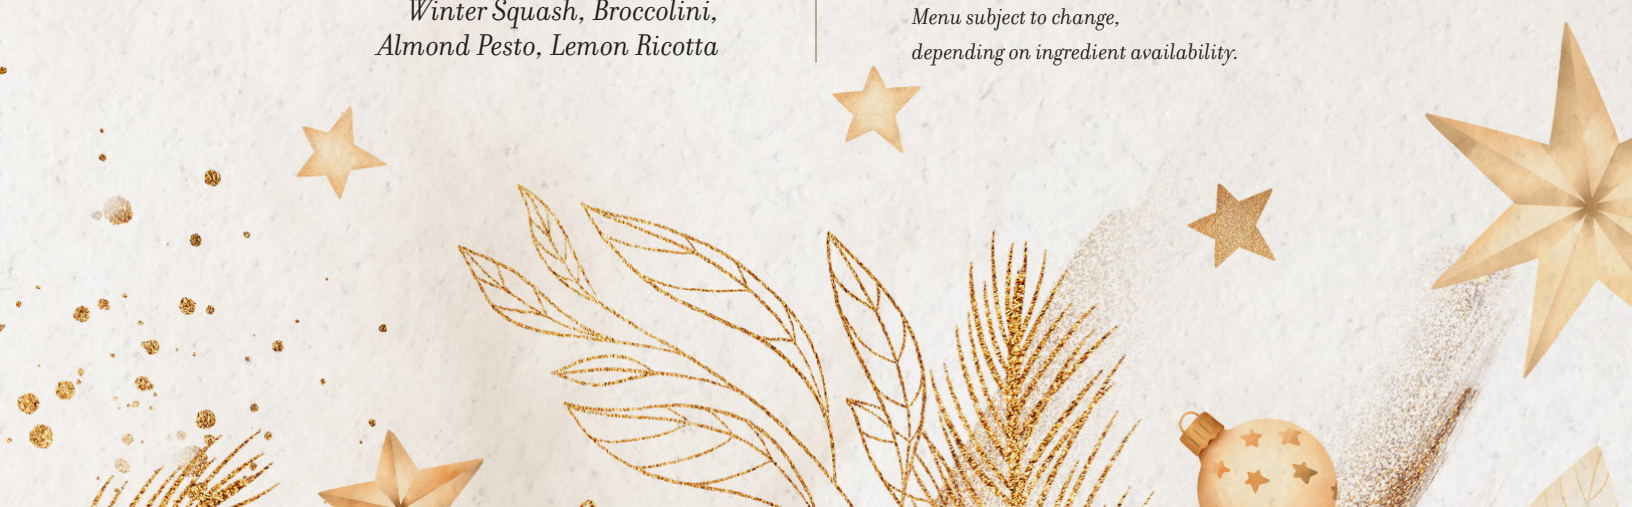 Winter Squash, Broccolini,
Almond Pesto, Lemon Ricotta
Menu subject to change,
depending on ingredient availability.